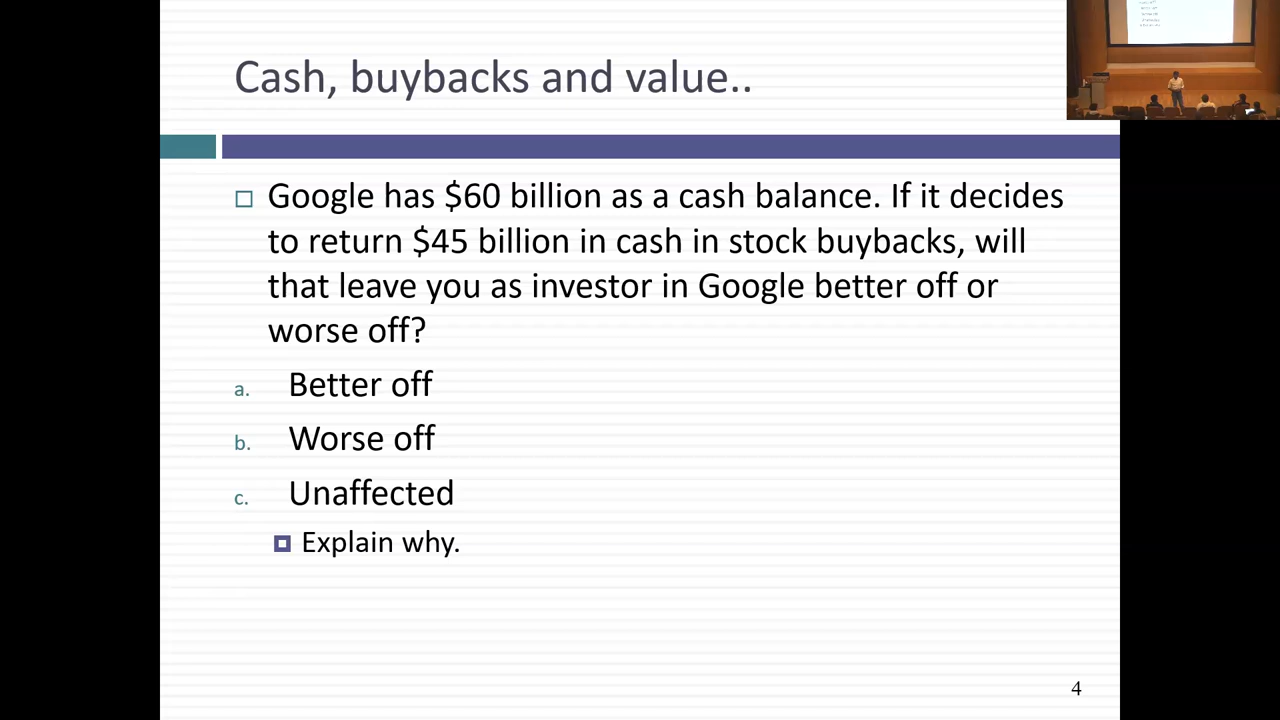 Cash, buybacks and value..
Google has $60 billion as a cash balance. If it decides
to return $45 billion in cash in stock buybacks, will
that leave you as investor in Google better off or
worse off?
a. Better off
b. Worse off
c. Unaffected
Explain why.
4